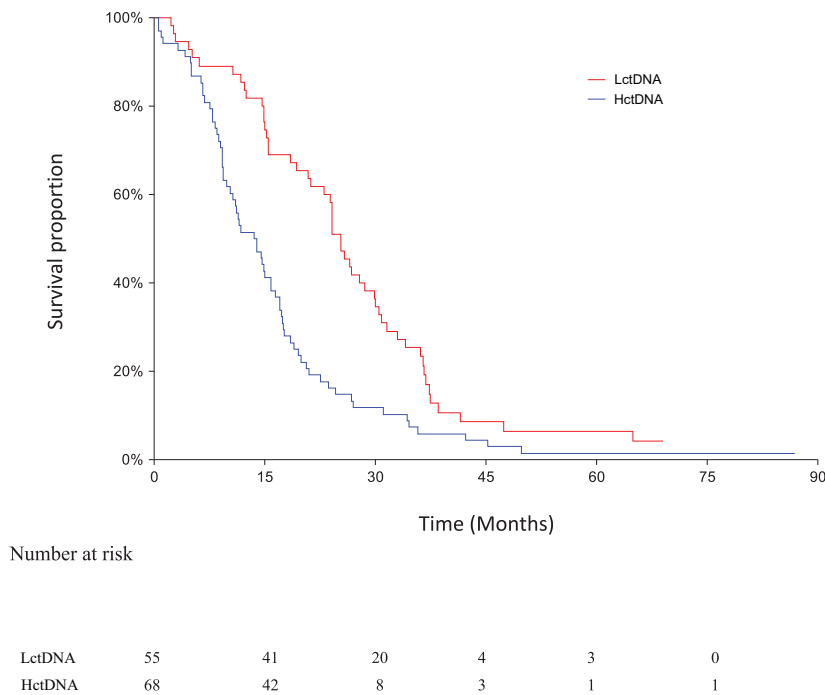 100%
LctDNA
HctDNA
80%
60%
40%
20%
0%
Survival proportion
0 15 30 45 60 75 90
Time (Months)
Number at risk
LctDNA 55 41 20 4 3 0
HctDNA 68 42 8 3 1 1